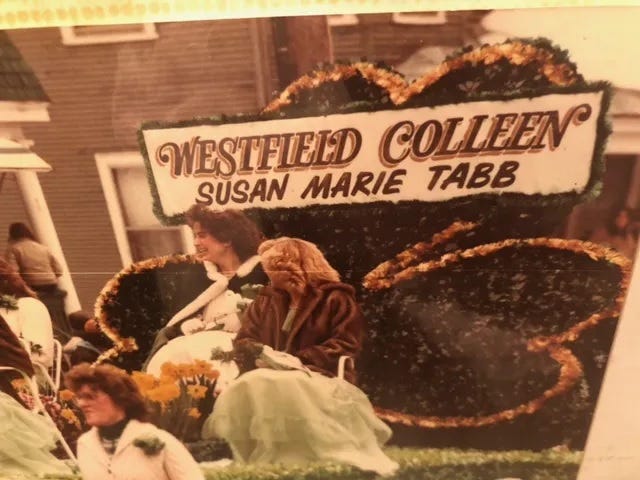 WESTFIELD COLLEEN
SUSAN MARIE TABB